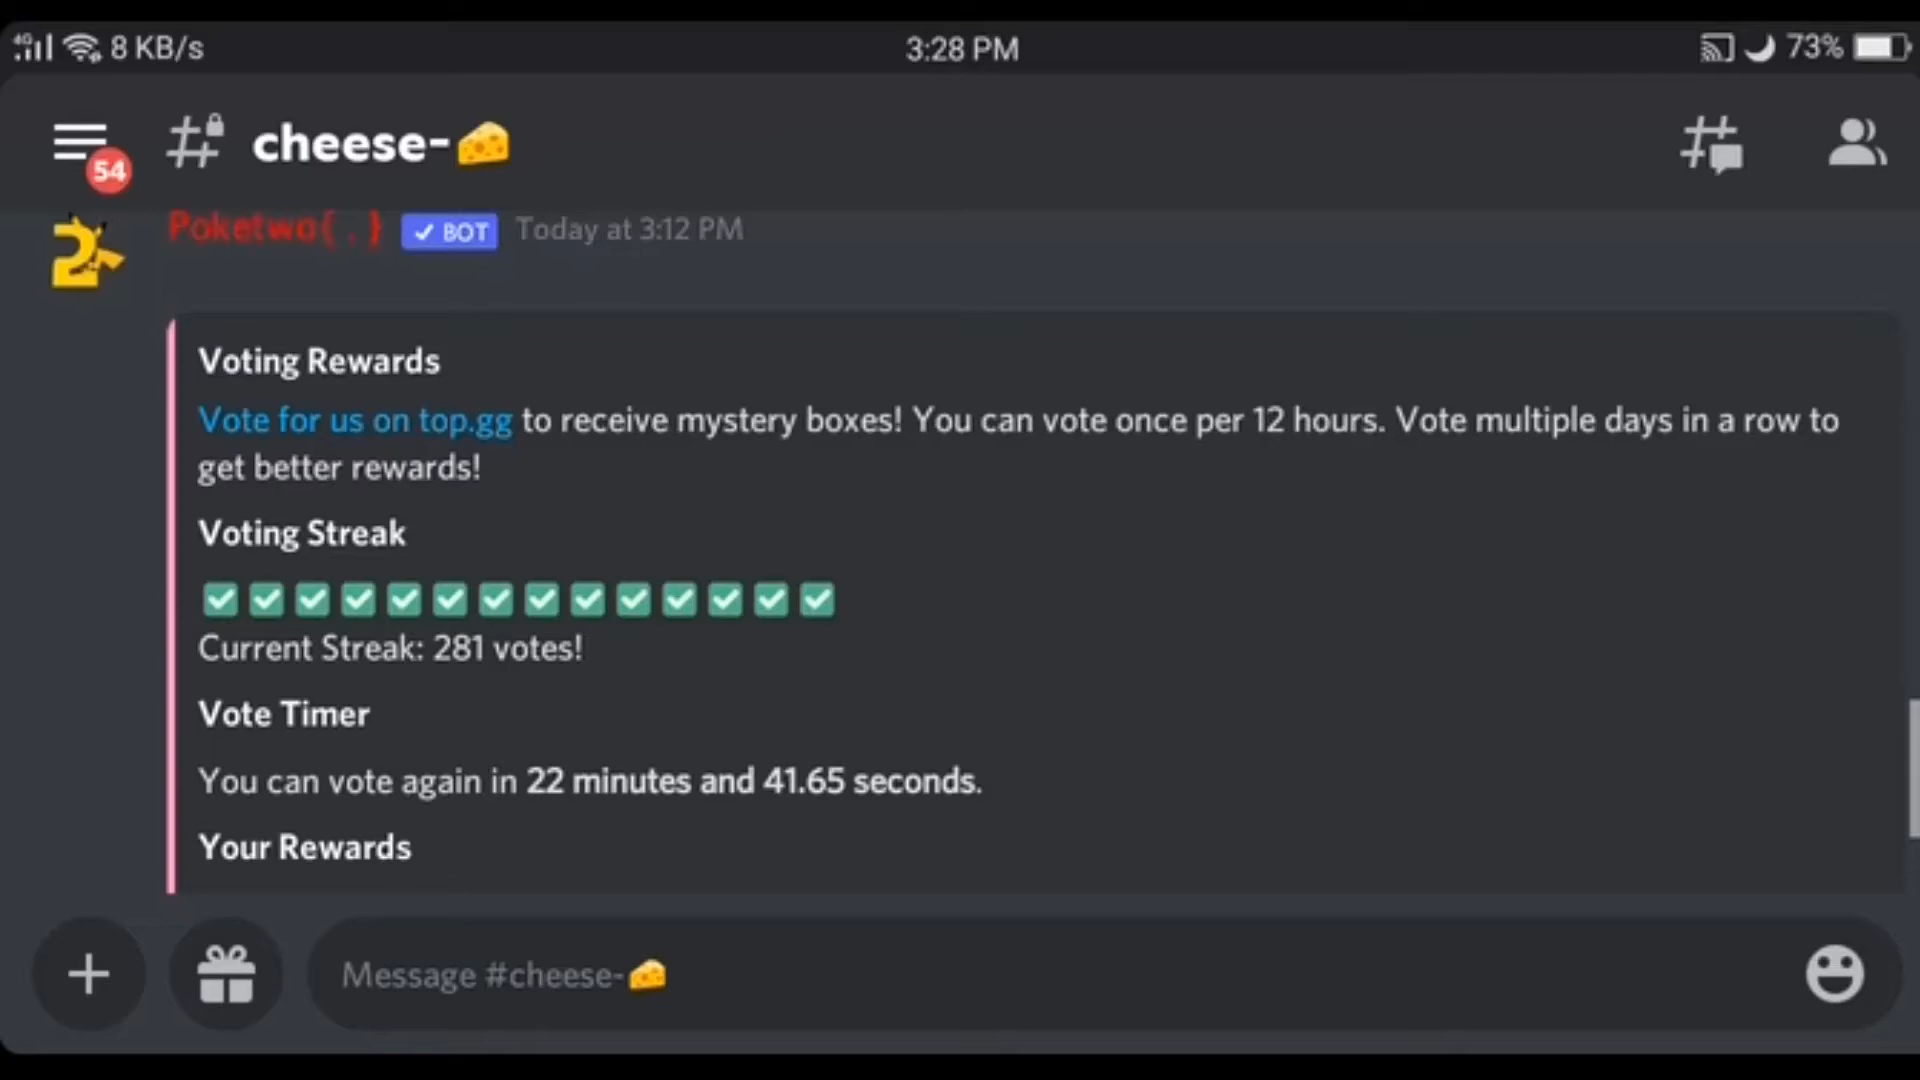 4G 8 KB/s 3:28 PM 73%
54 # cheese-🧀
Poketwo{ . } ✓ BOT Today at 3:12 PM
Voting Rewards
Vote for us on top.gg to receive mystery boxes! You can vote once per 12 hours. Vote multiple days in a row to
get better rewards!
Voting Streak
✅ ✅ ✅ ✅ ✅ ✅ ✅ ✅ ✅ ✅ ✅ ✅ ✅ ✅
Current Streak: 281 votes!
Vote Timer
You can vote again in 22 minutes and 41.65 seconds.
Your Rewards
Message #cheese-🧀